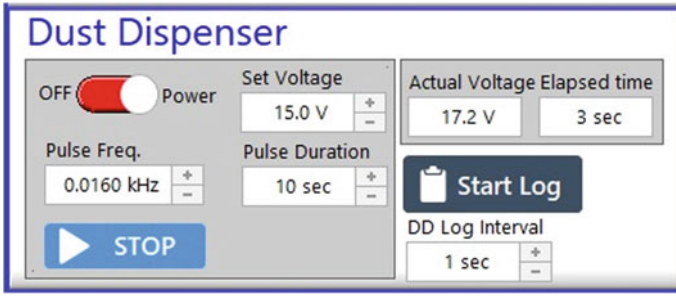 Dust Dispenser
OFF Power
Set Voltage
15.0 V
+
-
Pulse Freq.
0.0160 kHz
+
-
Pulse Duration
10 sec
+
-
STOP
Actual Voltage Elapsed time
17.2 V 3 sec
Start Log
DD Log Interval
1 sec
+
-